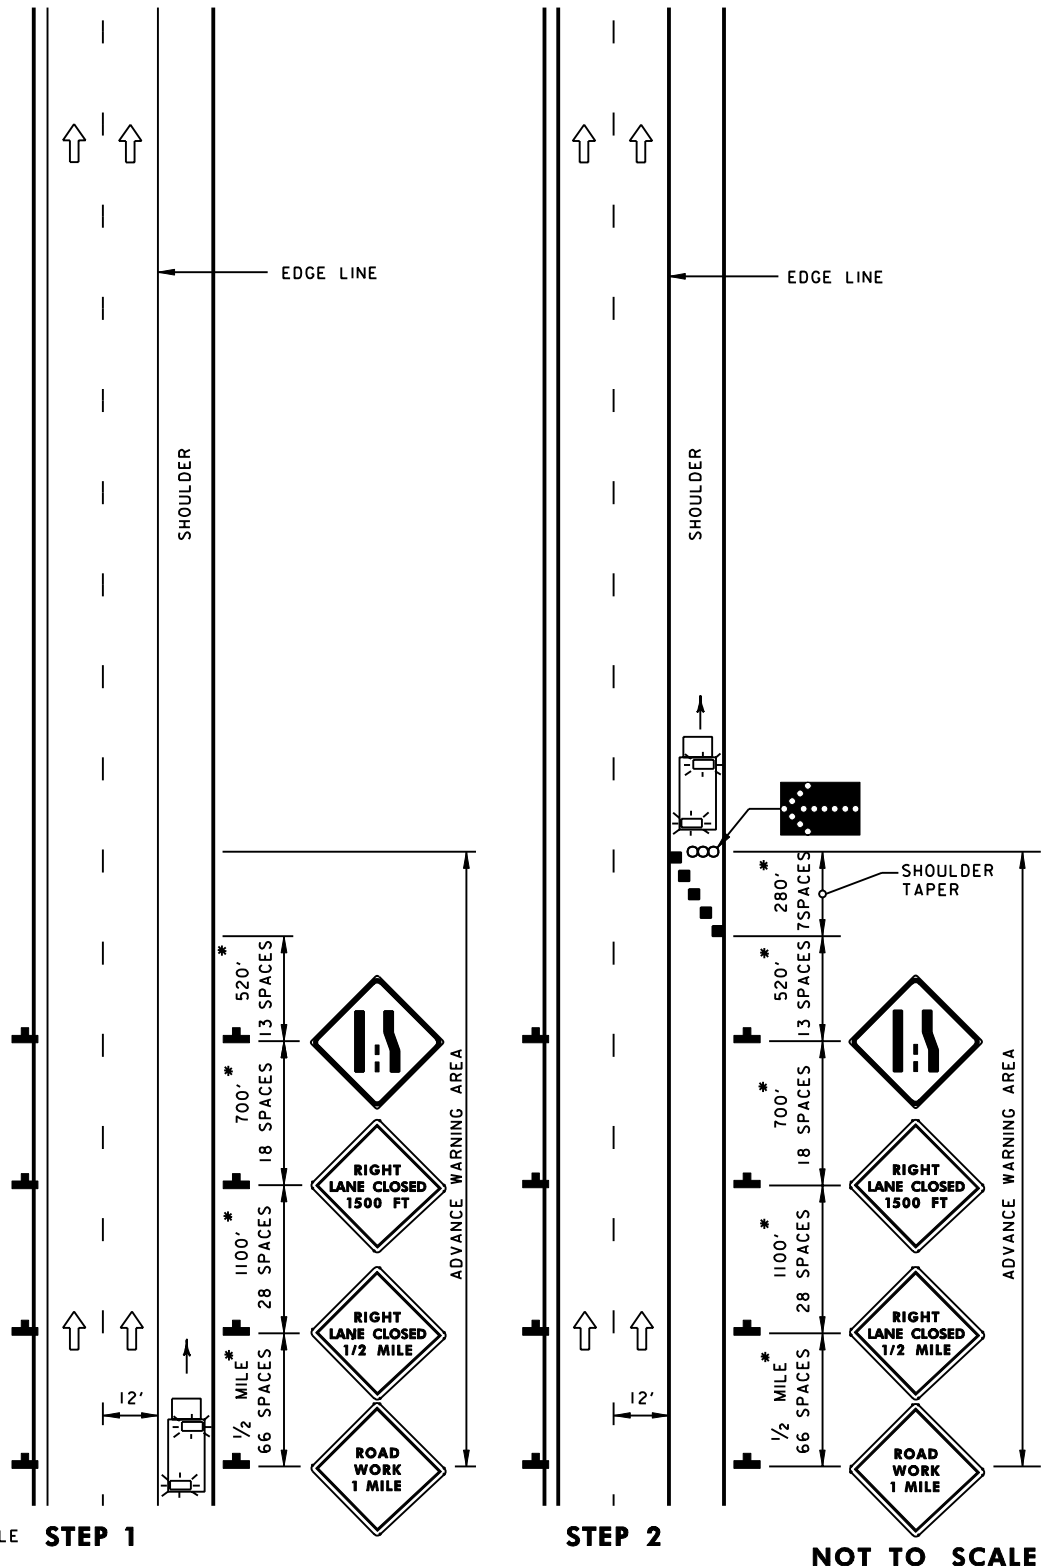 EDGE LINE
SHOULDER
520' *
13 SPACES
700' *
18 SPACES
1100' *
28 SPACES
1/2 MILE *
66 SPACES
12'
RIGHT
LANE CLOSED
1500 FT
RIGHT
LANE CLOSED
1/2 MILE
ROAD
WORK
1 MILE
ADVANCE WARNING AREA
LE
STEP 1
EDGE LINE
SHOULDER
SHOULDER
TAPER
280' *
7 SPACES
520' *
13 SPACES
700' *
18 SPACES
1100' *
28 SPACES
1/2 MILE *
66 SPACES
12'
RIGHT
LANE CLOSED
1500 FT
RIGHT
LANE CLOSED
1/2 MILE
ROAD
WORK
1 MILE
ADVANCE WARNING AREA
STEP 2
NOT TO SCALE